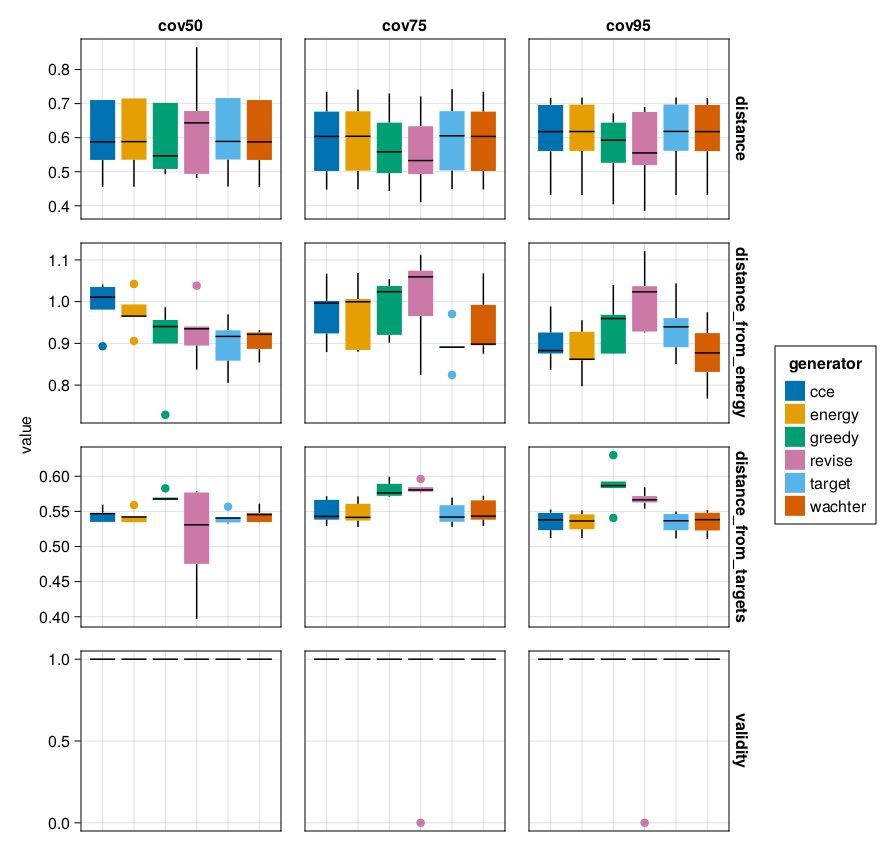 cov50 cov75 cov95
0.8
0.7
0.6
0.5
0.4
distance
1.1
1.0
0.9
0.8
distance_from_energy
value
0.60
0.55
0.50
0.45
0.40
distance_from_targets
1.0
0.5
0.0
validity
generator
cce
energy
greedy
revise
target
wachter